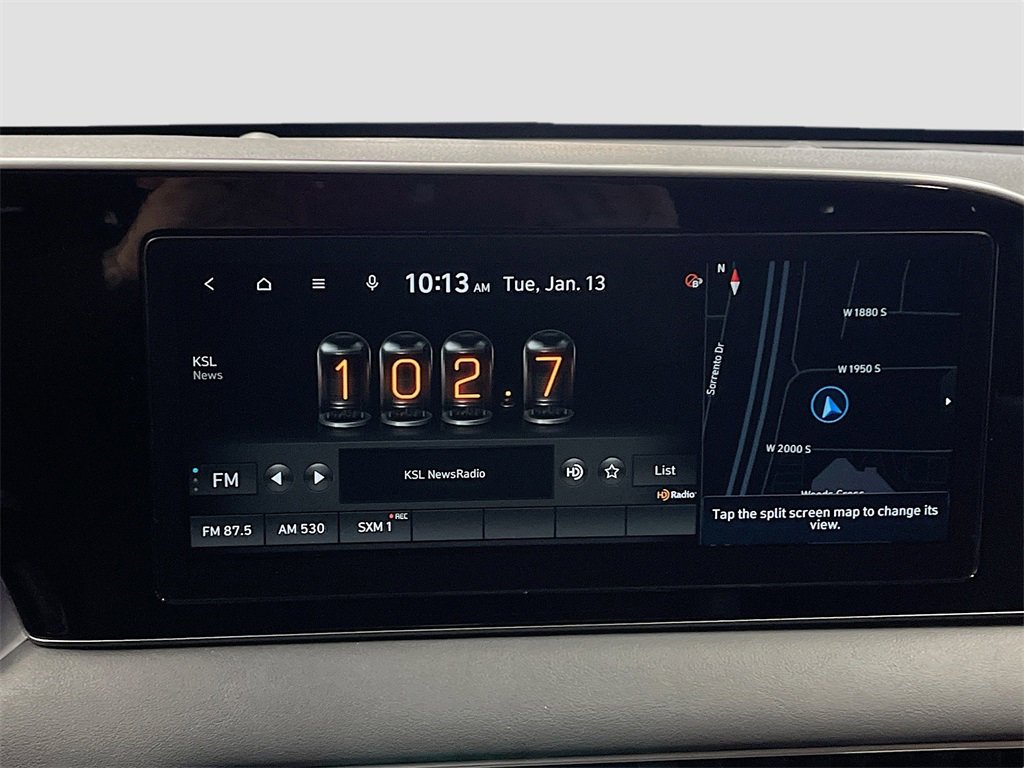 10:13 AM Tue, Jan. 13
KSL
News
102.7
FM
KSL NewsRadio
HD
List
HD Radio
FM 87.5
AM 530
SXM 1
REC
N
W 1880 S
Sorrento Dr
W 1950 S
W 2000 S
Woods Cross
Tap the split screen map to change its
view.